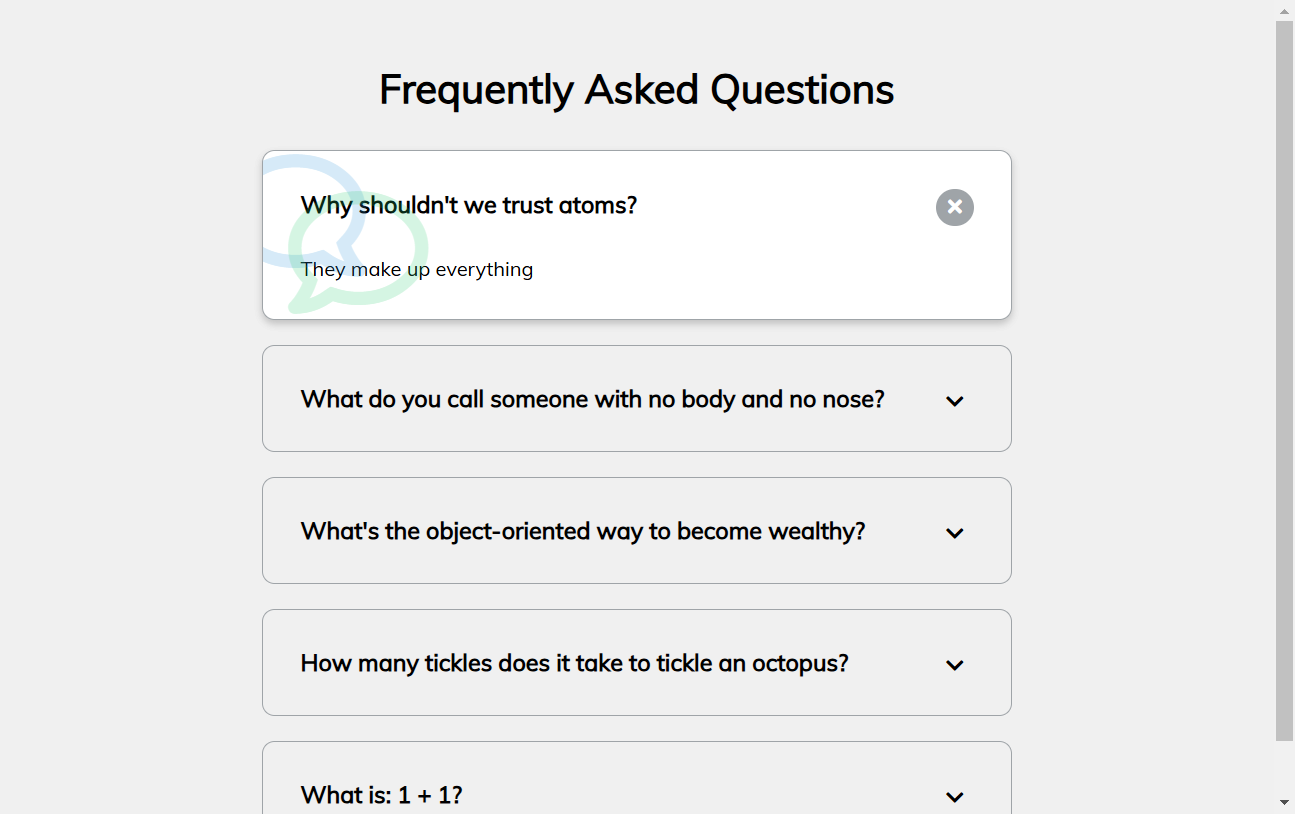 Frequently Asked Questions
Why shouldn't we trust atoms?
They make up everything
What do you call someone with no body and no nose?
What's the object-oriented way to become wealthy?
How many tickles does it take to tickle an octopus?
What is: 1 + 1?